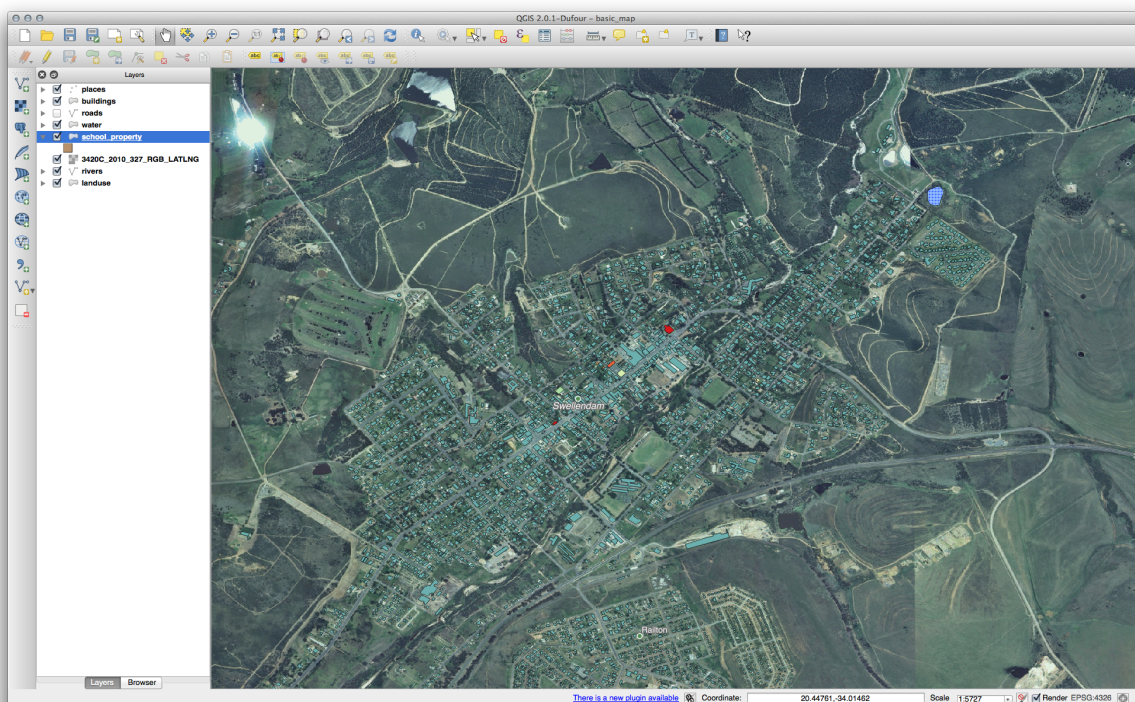 QGIS 2.0.1-Dufour - basic_map
Layers
places
buildings
roads
water
school_property
3420C_2010_327_RGB_LATLNG
rivers
landuse
Swellendam
Railton
Layers Browser
There is a new plugin available Coordinate: 20.44761,-34.01462 Scale 1:5727 Render EPSG:4326